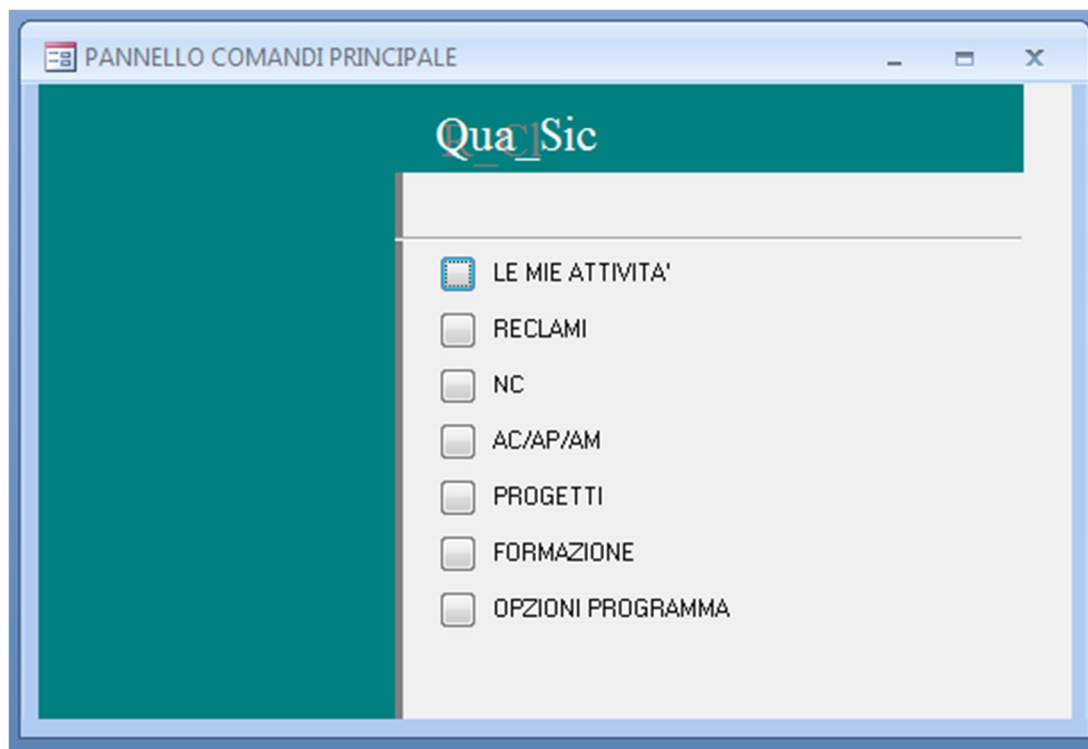 PANNELLO COMANDI PRINCIPALE
Qua_Sic
LE MIE ATTIVITA'
RECLAMI
NC
AC/AP/AM
PROGETTI
FORMAZIONE
OPZIONI PROGRAMMA